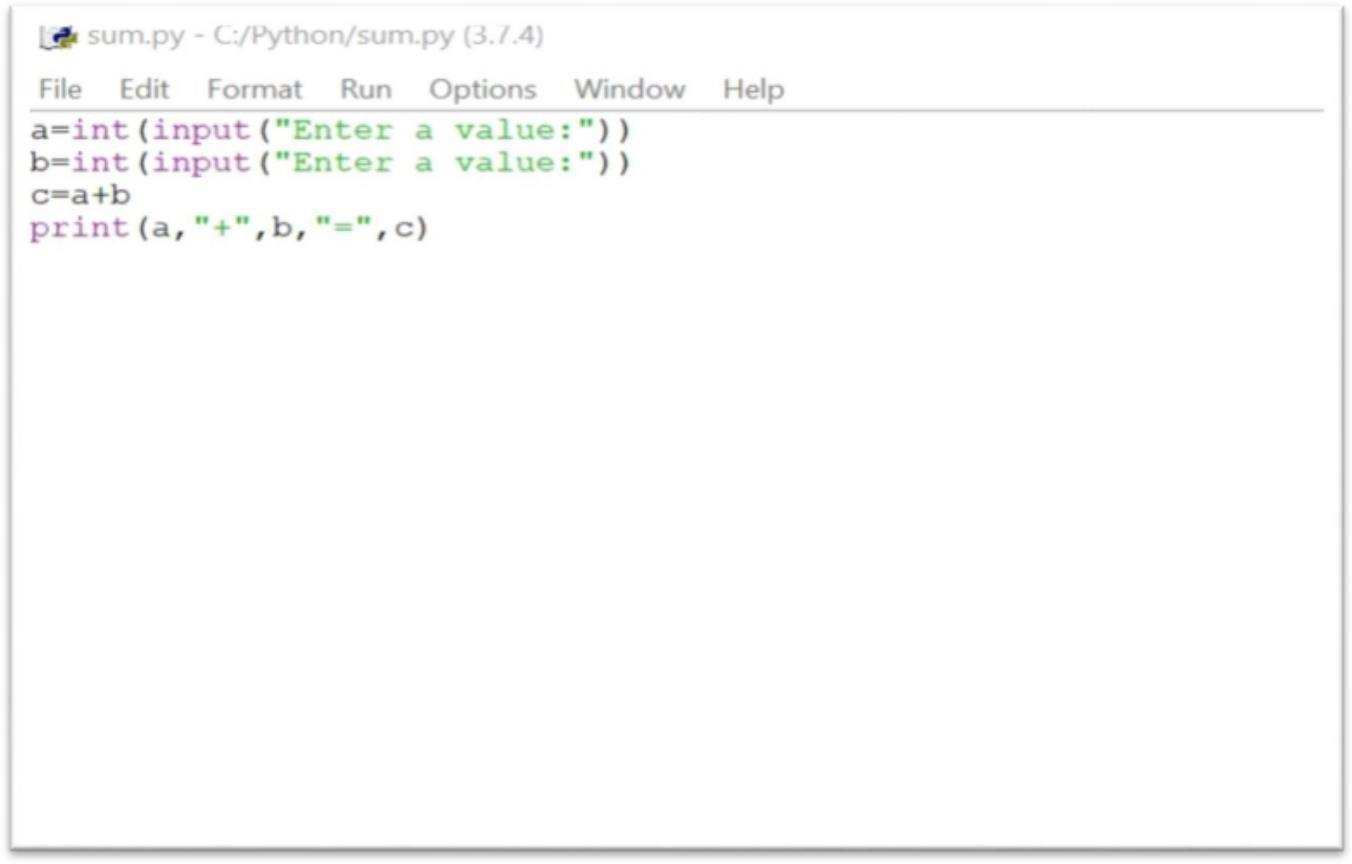 sum.py - C:/Python/sum.py (3.7.4)
File Edit Format Run Options Window Help
a=int(input("Enter a value:"))
b=int(input("Enter a value:"))
c=a+b
print(a,"+",b,"=",c)